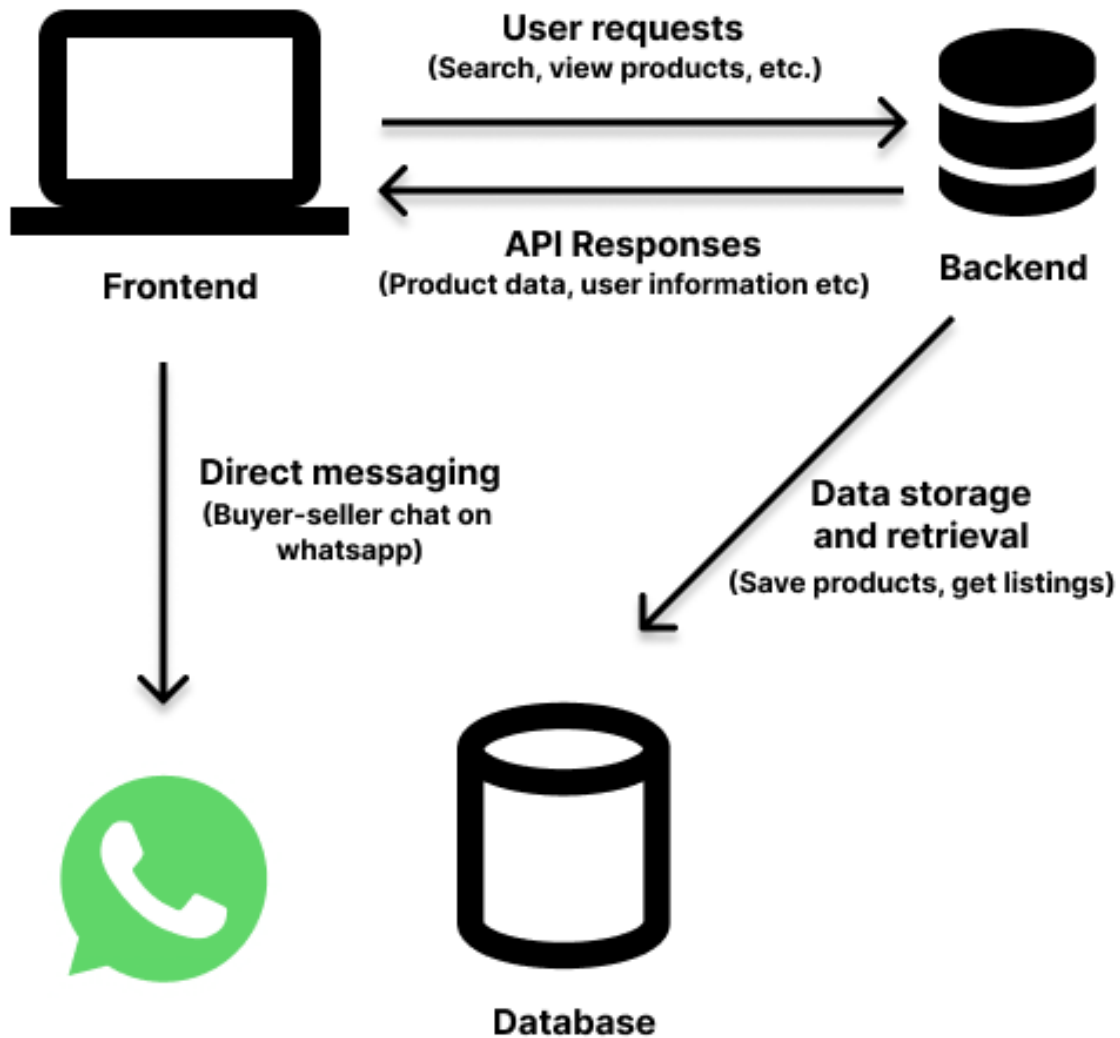 User requests
(Search, view products, etc.)
API Responses
(Product data, user information etc)
Frontend
Backend
Direct messaging
(Buyer-seller chat on
whatsapp)
Data storage
and retrieval
(Save products, get listings)
Database